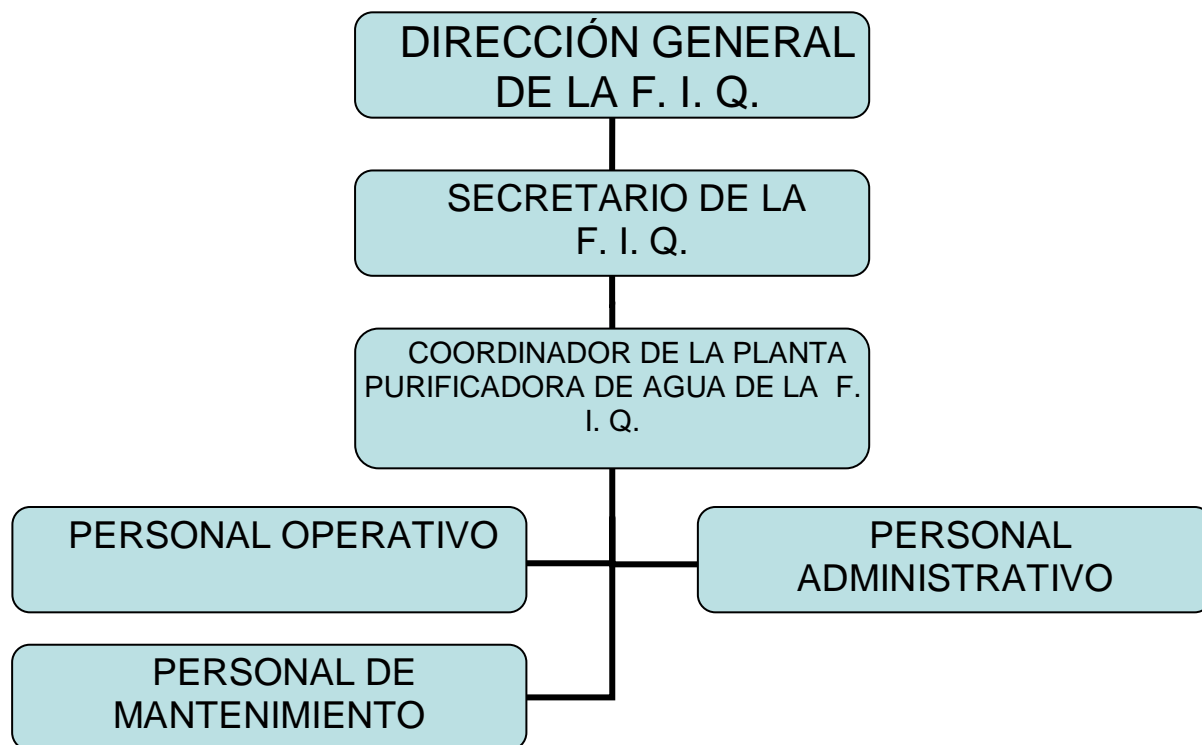 DIRECCIÓN GENERAL
DE LA F. I. Q.
SECRETARIO DE LA
F. I. Q.
COORDINADOR DE LA PLANTA
PURIFICADORA DE AGUA DE LA F.
I. Q.
PERSONAL OPERATIVO
PERSONAL
ADMINISTRATIVO
PERSONAL DE
MANTENIMIENTO